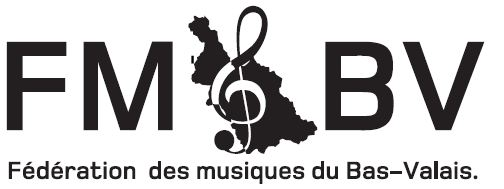 FM BV
Fédération des musiques du Bas-Valais.